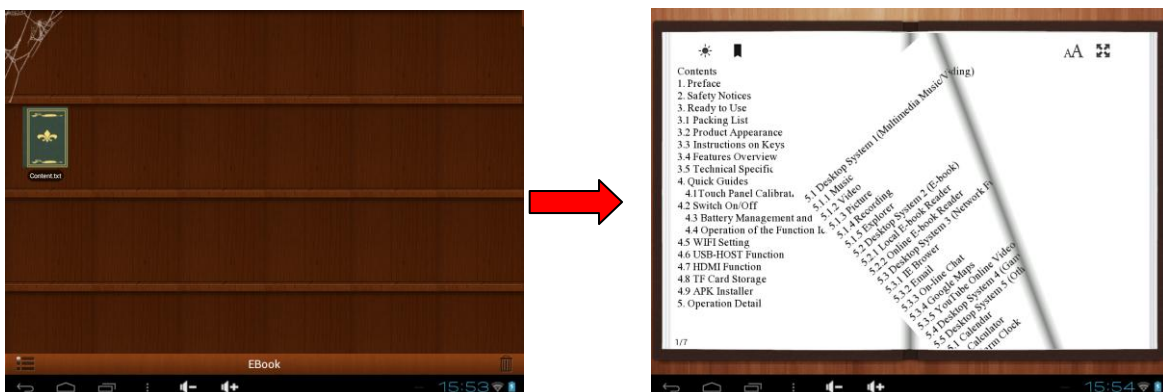 Content.txt
EBook
15:53
AA
Contents
1. Preface
2. Safety Notices
3. Ready to Use
3.1 Packing List
3.2 Product Appearance
3.3 Instructions on Keys
3.4 Features Overview
3.5 Technical Specific
4. Quick Guides
4.1Touch Panel Calibrat
4.2 Switch On/Off
4.3 Battery Management and
4.4 Operation of the Function
4.5 WIFI Setting
4.6 USB-HOST Function
4.7 HDMI Function
4.8 TF Card Storage
4.9 APK Installer
5. Operation Detail
1/7
5.1 Desktop System 1(Multimedia Music/
ding)
5.1.1 Music
5.1.2 Video
5.1.3 Picture
5.1.4 Recording
5.1.5 Explorer
5.2 Desktop System 2 (E-book)
5.2.1 Local E-book Reader
5.2.2 Online E-book Reader
5.3 Desktop System 3 (Network
5.3.1 IE Brower
5.3.2 Email
5.3.3 On-line Chat
5.3.4 Google Maps
5.3.5 YouTube Online Video
5.4 Desktop System 4 (Gam
5.5 Desktop System 5 (Oth
5.1 Calendar
Calculator
rm Clock
15:54